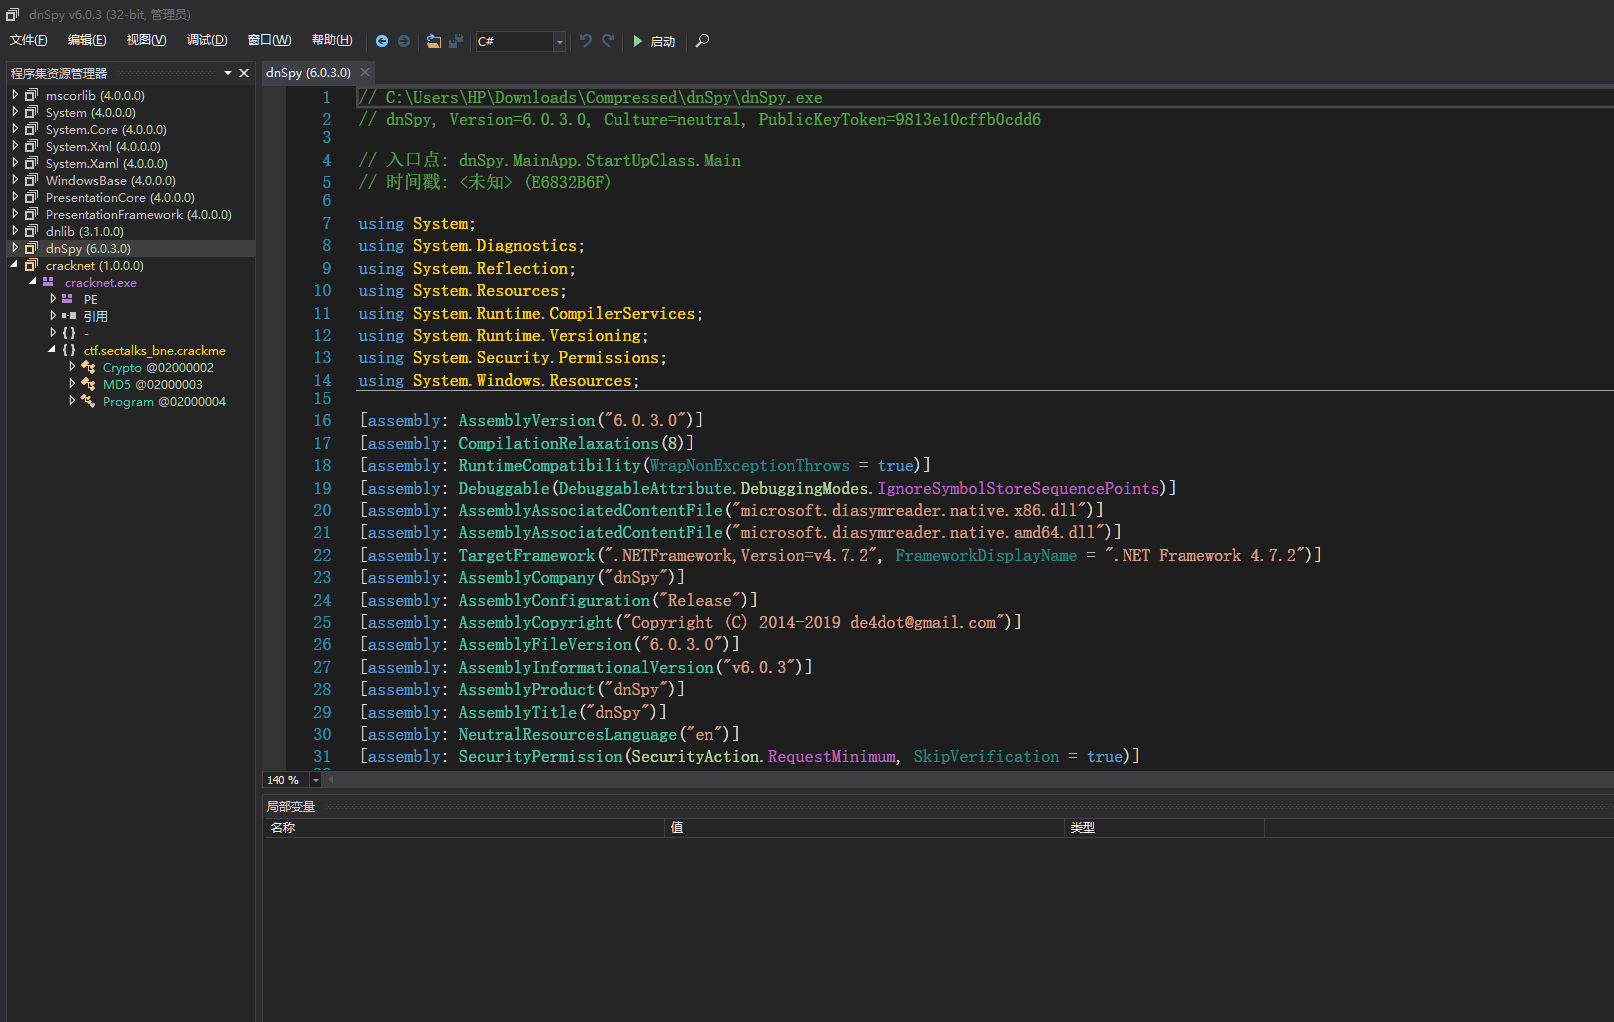 dnSpy v6.0.3 (32-bit, 管理员)
文件(F) 编辑(E) 视图(V) 调试(D) 窗口(W) 帮助(H) C# 启动
程序集资源管理器
mscorlib (4.0.0.0)
System (4.0.0.0)
System.Core (4.0.0.0)
System.Xml (4.0.0.0)
System.Xaml (4.0.0.0)
WindowsBase (4.0.0.0)
PresentationCore (4.0.0.0)
PresentationFramework (4.0.0.0)
dnlib (3.1.0.0)
dnSpy (6.0.3.0)
cracknet (1.0.0.0)
cracknet.exe
PE
引用
{ } -
{ } ctf.sectalks_bne.crackme
Crypto @02000002
MD5 @02000003
Program @02000004
dnSpy (6.0.3.0)
1 // C:\Users\HP\Downloads\Compressed\dnSpy\dnSpy.exe
2 // dnSpy, Version=6.0.3.0, Culture=neutral, PublicKeyToken=9813e10cffb0cdd6
3
4 // 入口点: dnSpy.MainApp.StartUpClass.Main
5 // 时间戳: <未知> (E6832B6F)
6
7 using System;
8 using System.Diagnostics;
9 using System.Reflection;
10 using System.Resources;
11 using System.Runtime.CompilerServices;
12 using System.Runtime.Versioning;
13 using System.Security.Permissions;
14 using System.Windows.Resources;
15
16 [assembly: AssemblyVersion("6.0.3.0")]
17 [assembly: CompilationRelaxations(8)]
18 [assembly: RuntimeCompatibility(WrapNonExceptionThrows = true)]
19 [assembly: Debuggable(DebuggableAttribute.DebuggingModes.IgnoreSymbolStoreSequencePoints)]
20 [assembly: AssemblyAssociatedContentFile("microsoft.diasymreader.native.x86.dll")]
21 [assembly: AssemblyAssociatedContentFile("microsoft.diasymreader.native.amd64.dll")]
22 [assembly: TargetFramework(".NETFramework,Version=v4.7.2", FrameworkDisplayName = ".NET Framework 4.7.2")]
23 [assembly: AssemblyCompany("dnSpy")]
24 [assembly: AssemblyConfiguration("Release")]
25 [assembly: AssemblyCopyright("Copyright (C) 2014-2019 de4dot@gmail.com")]
26 [assembly: AssemblyFileVersion("6.0.3.0")]
27 [assembly: AssemblyInformationalVersion("v6.0.3")]
28 [assembly: AssemblyProduct("dnSpy")]
29 [assembly: AssemblyTitle("dnSpy")]
30 [assembly: NeutralResourcesLanguage("en")]
31 [assembly: SecurityPermission(SecurityAction.RequestMinimum, SkipVerification = true)]
140 %
局部变量
名称 值 类型